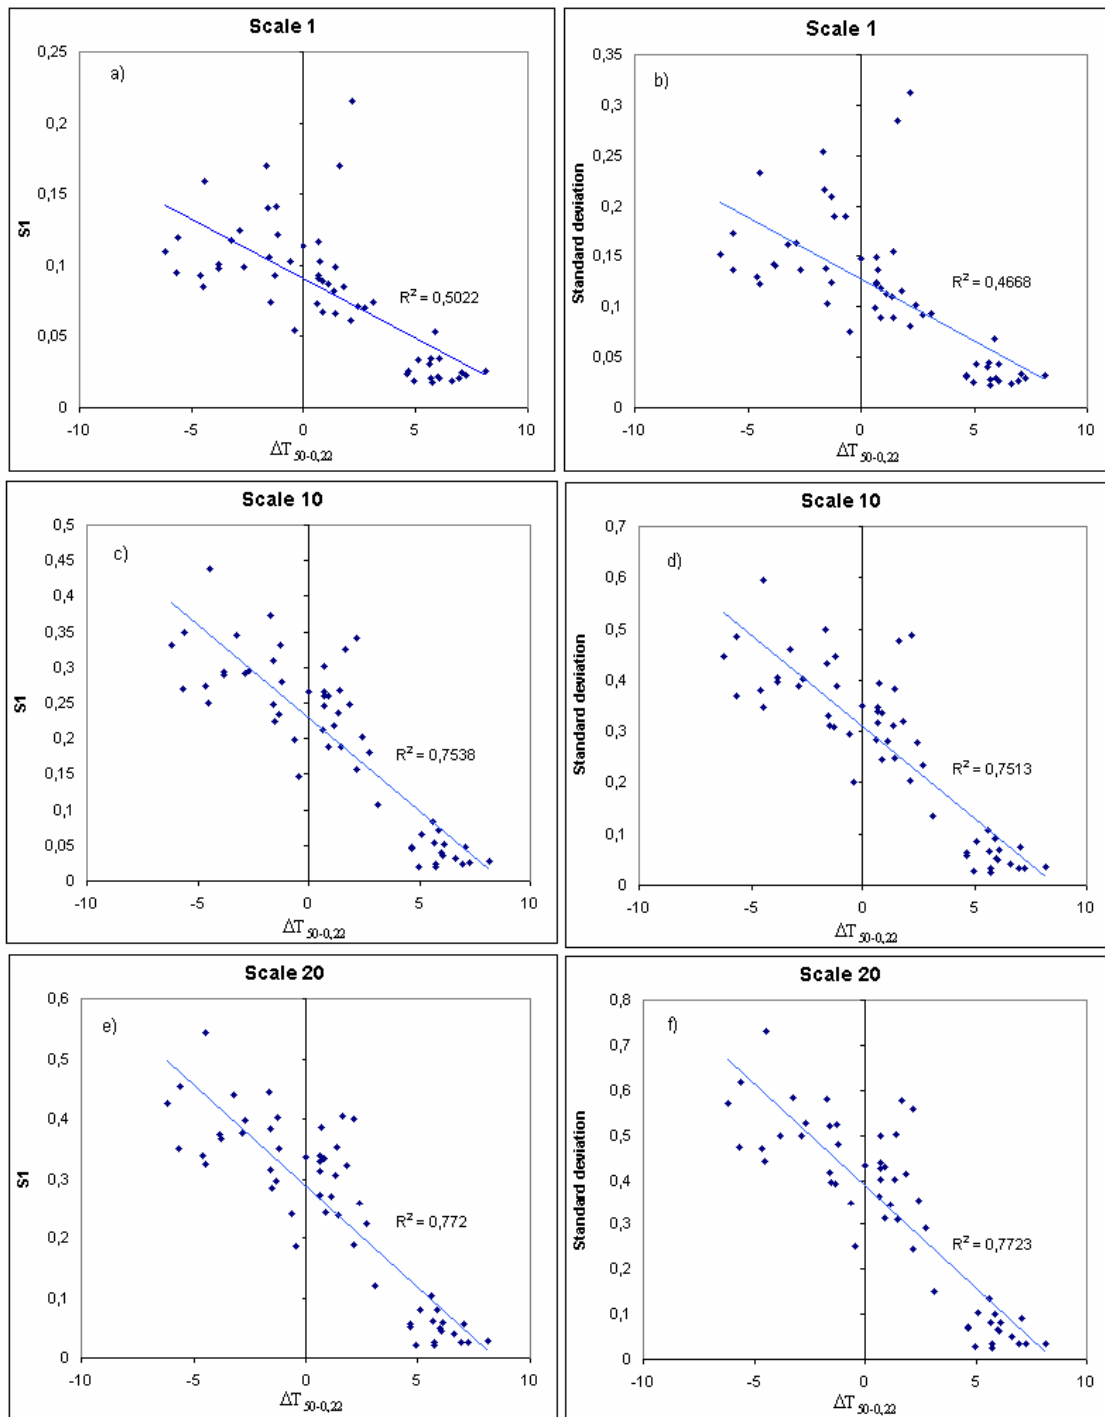 Scale 1
0,25
0,2
0,15
0,1
0,05
0
a)
S1
R² = 0,5022
-10 -5 0 5 10
ΔT 50-0,22
Scale 1
0,35
0,3
0,25
0,2
0,15
0,1
0,05
0
b)
Standard deviation
R² = 0,4668
-10 -5 0 5 10
ΔT 50-0,22
Scale 10
0,5
0,45
0,4
0,35
0,3
0,25
0,2
0,15
0,1
0,05
0
c)
S1
R² = 0,7538
-10 -5 0 5 10
ΔT 50-0,22
Scale 10
0,7
0,6
0,5
0,4
0,3
0,2
0,1
0
d)
Standard deviation
R² = 0,7513
-10 -5 0 5 10
ΔT 50-0,22
Scale 20
0,6
0,5
0,4
0,3
0,2
0,1
0
e)
S1
R² = 0,772
-10 -5 0 5 10
ΔT 50-0,22
Scale 20
0,8
0,7
0,6
0,5
0,4
0,3
0,2
0,1
0
f)
Standard deviation
R² = 0,7723
-10 -5 0 5 10
ΔT 50-0,22